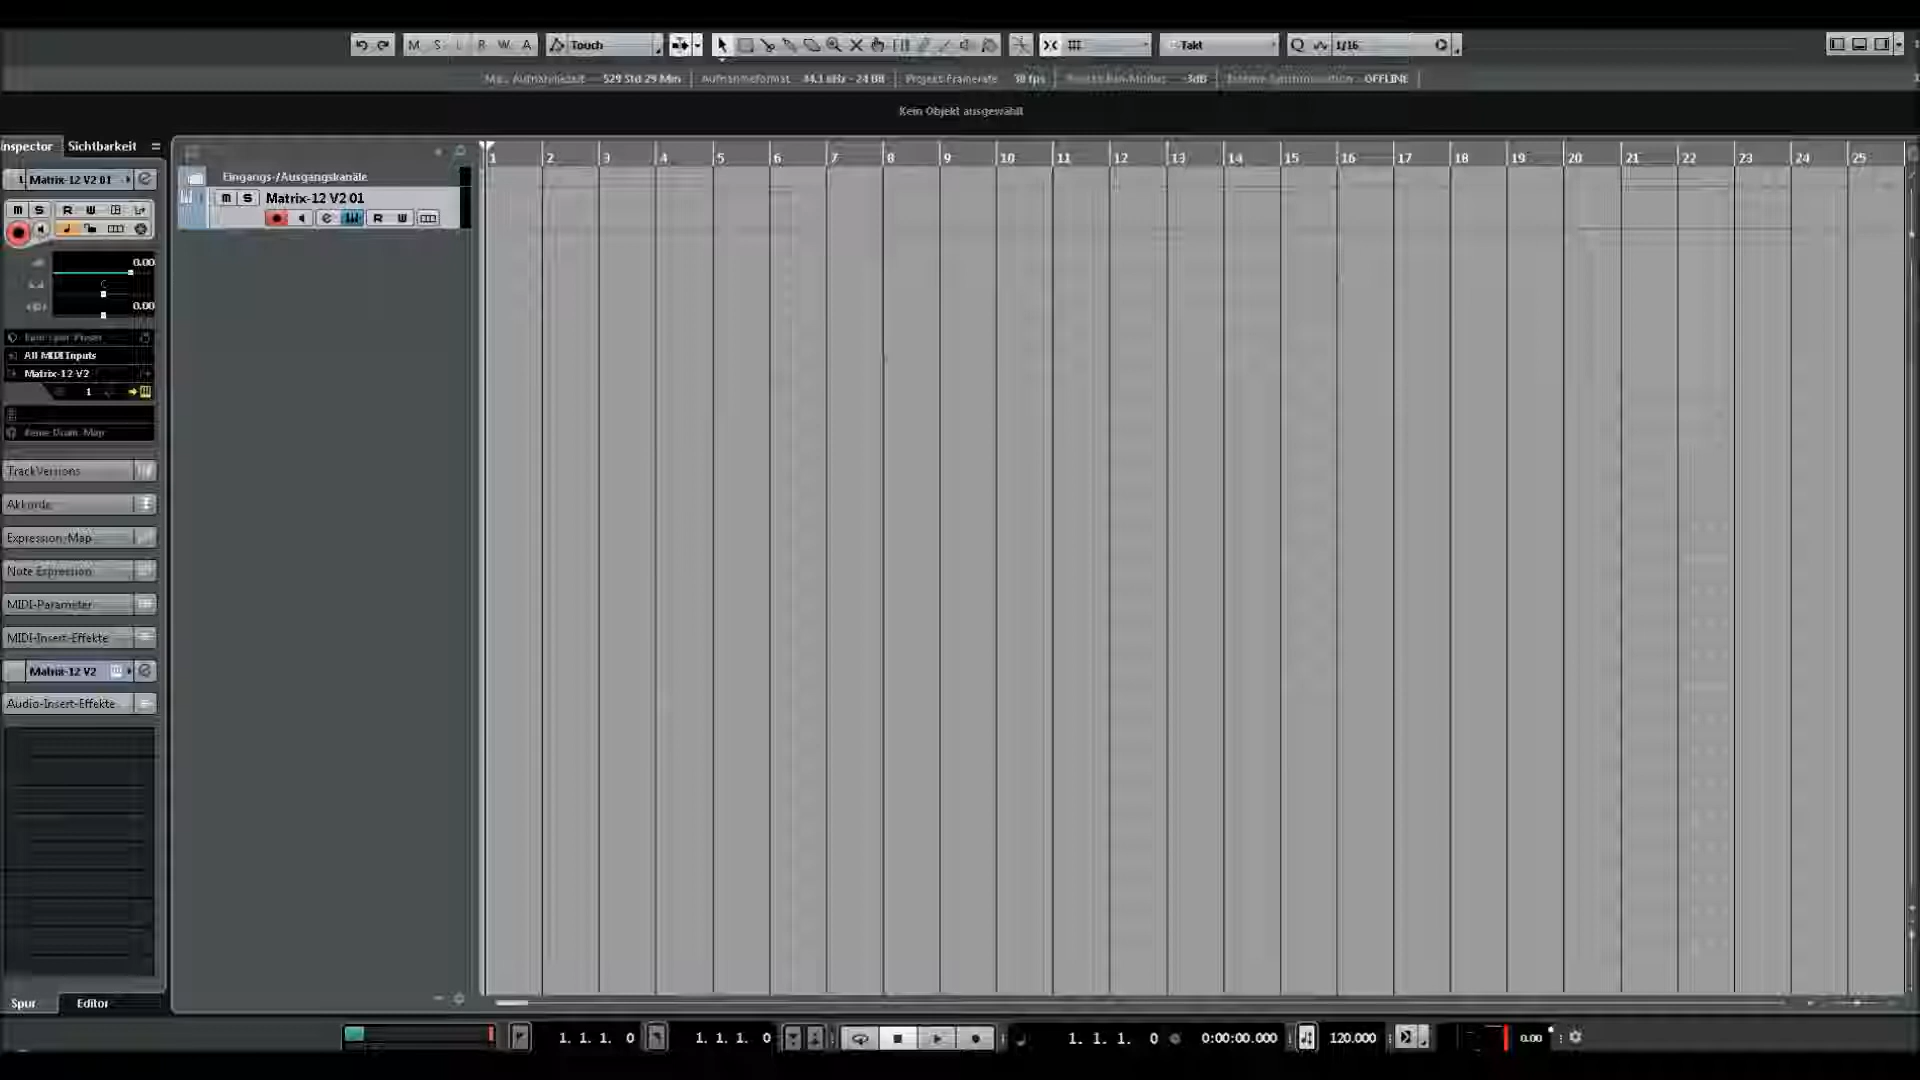 M S L R W A Touch Takt Q 1/16
529 Std 29 Min Aufnahmeformat 44.1 kHz - 24 Bit Projekt-Framerate 30 fps -3dB OFFLINE
Kein Objekt ausgewählt
Inspector Sichtbarkeit
Matrix-12 V2 01
m S R W
0.00
0.00
All MIDI Inputs
Matrix-12 V2
1
Keine Drum-Map
TrackVersions
Akkorde
Expression-Map
Note Expression
MIDI-Parameter
MIDI-Insert-Effekte
Matrix-12 V2
Audio-Insert-Effekte
Spur Editor
Eingangs-/Ausgangskanäle
m S Matrix-12 V2 01
e R W
1 2 3 4 5 6 7 8 9 10 11 12 13 14 15 16 17 18 19 20 21 22 23 24 25
1. 1. 1. 0 1. 1. 1. 0 1. 1. 1. 0 0:00:00.000 120.000 0.00